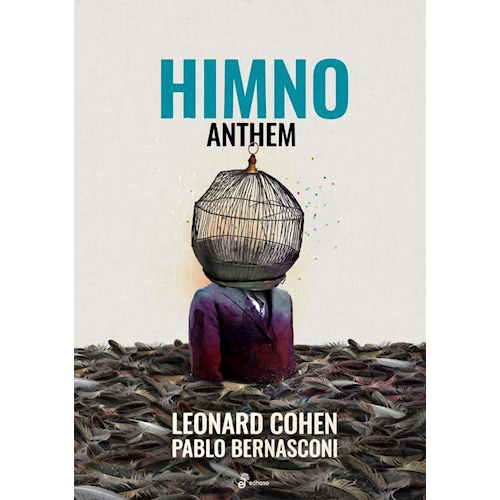 HIMNO
ANTHEM
LEONARD COHEN
PABLO BERNASCONI
edhasa